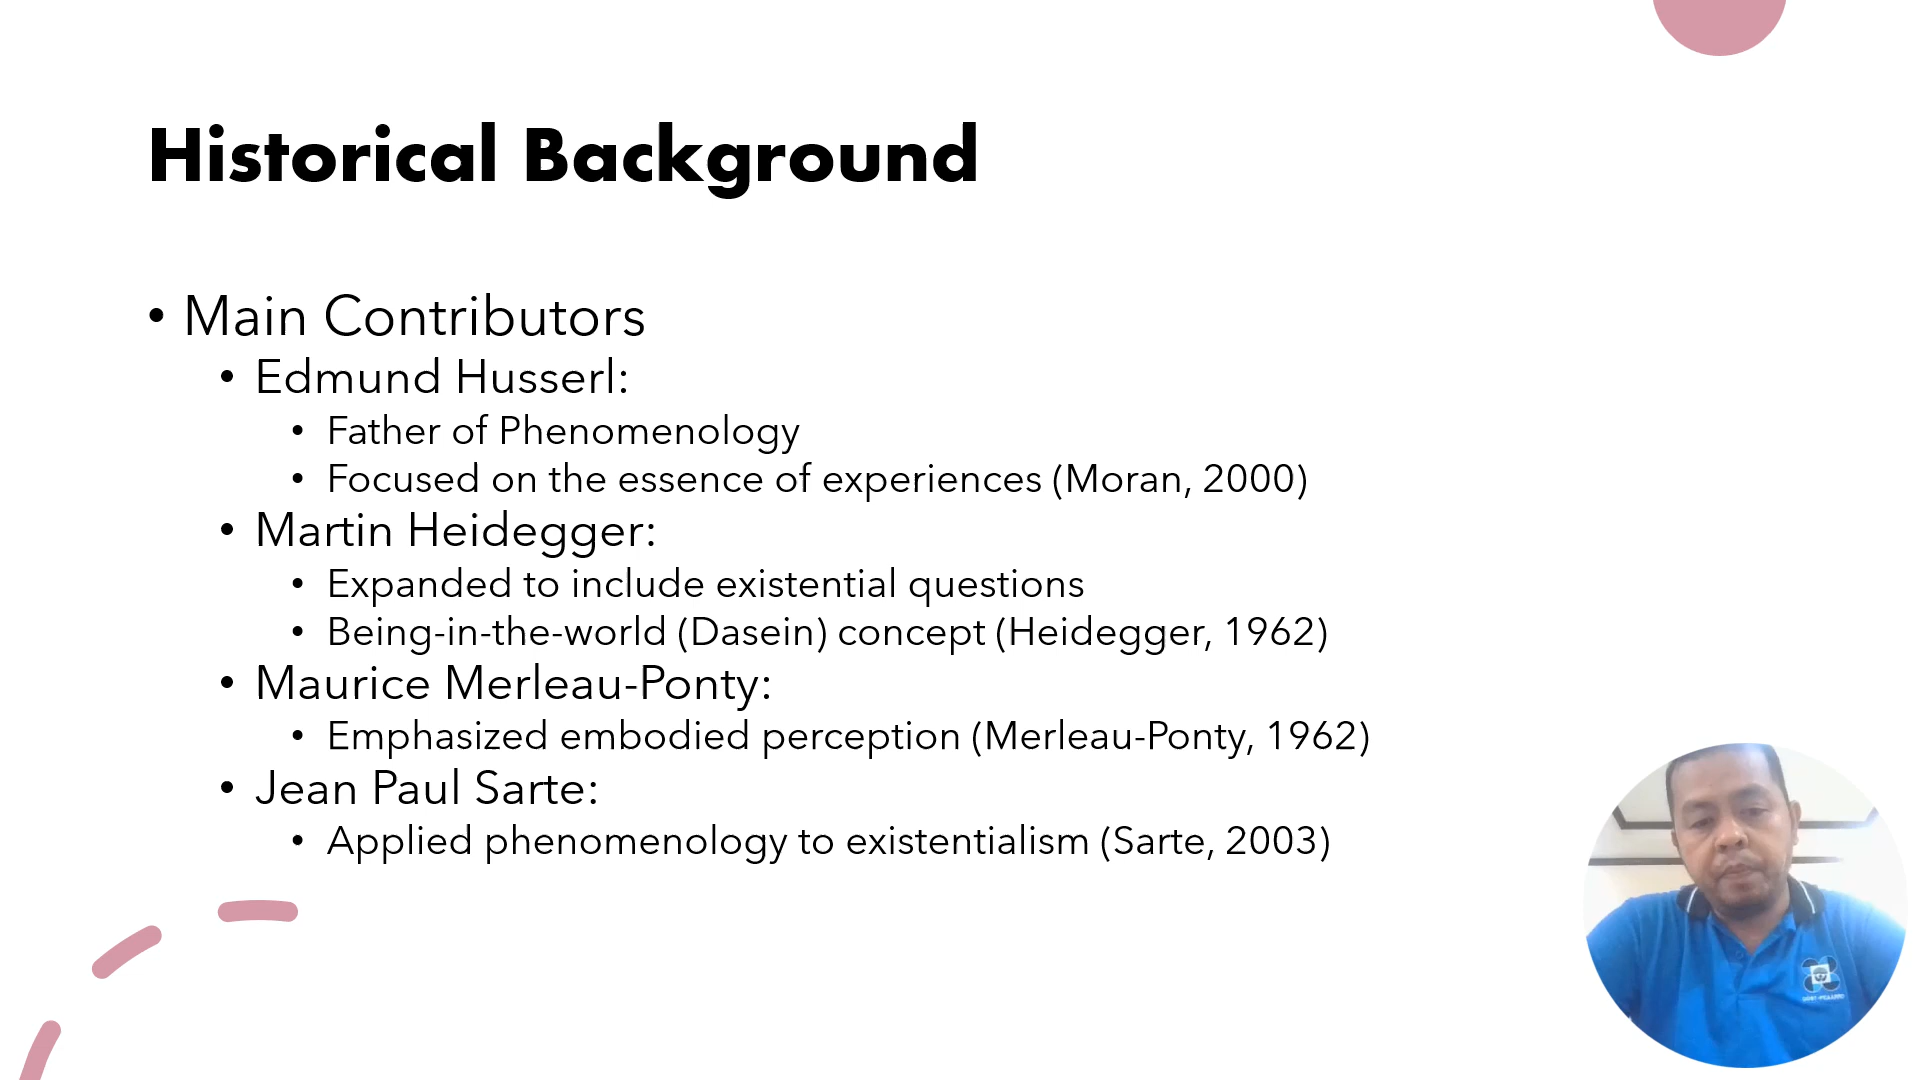 Historical Background
• Main Contributors
• Edmund Husserl:
• Father of Phenomenology
• Focused on the essence of experiences (Moran, 2000)
• Martin Heidegger:
• Expanded to include existential questions
• Being-in-the-world (Dasein) concept (Heidegger, 1962)
• Maurice Merleau-Ponty:
• Emphasized embodied perception (Merleau-Ponty, 1962)
• Jean Paul Sarte:
• Applied phenomenology to existentialism (Sarte, 2003)